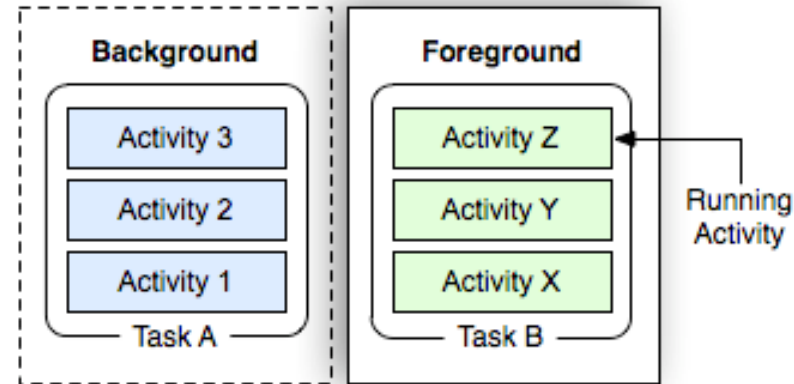 Background
Activity 3
Activity 2
Activity 1
Task A
Foreground
Activity Z
Activity Y
Activity X
Task B
Running
Activity